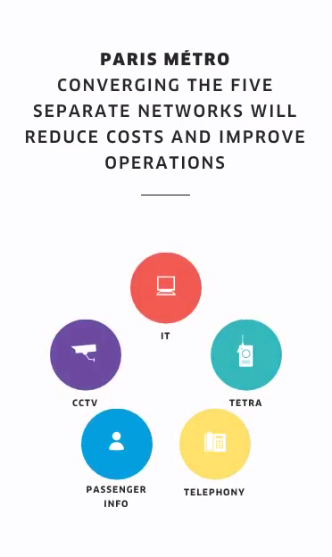 PARIS MÉTRO
CONVERGING THE FIVE
SEPARATE NETWORKS WILL
REDUCE COSTS AND IMPROVE
OPERATIONS
IT
CCTV
TETRA
PASSENGER
INFO
TELEPHONY